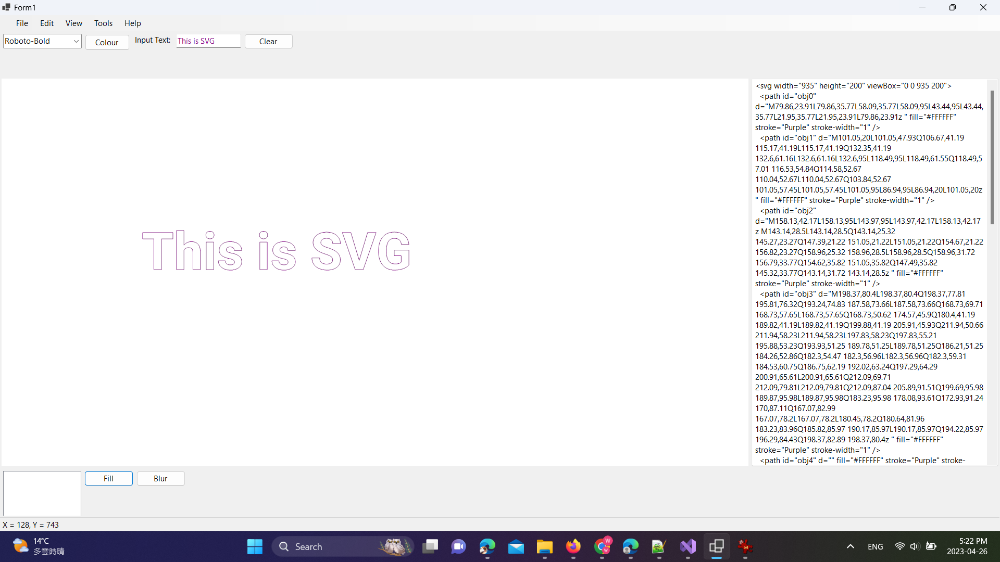 Form1
File Edit View Tools Help
Roboto-Bold Colour Input Text: This is SVG Clear
This is SVG
<svg width="935" height="200" viewBox="0 0 935 200">
<path id="obj0"
d="M79.86,23.91L79.86,35.77L58.09,35.77L58.09,95L43.44,95L43.44,
35.77L21.95,35.77L21.95,23.91L79.86,23.91z " fill="#FFFFFF"
stroke="Purple" stroke-width="1" />
<path id="obj1" d="M101.05,20L101.05,47.93Q106.67,41.19
115.17,41.19L115.17,41.19Q132.35,41.19
132.6,61.16L132.6,61.16L132.6,95L118.49,95L118.49,61.55Q118.49,5
7.01 116.53,54.84Q114.58,52.67
110.04,52.67L110.04,52.67Q103.84,52.67
101.05,57.45L101.05,57.45L101.05,95L86.94,95L86.94,20L101.05,20z
" fill="#FFFFFF" stroke="Purple" stroke-width="1" />
<path id="obj2"
d="M158.13,42.17L158.13,95L143.97,95L143.97,42.17L158.13,42.17
z M143.14,28.5L143.14,28.5Q143.14,25.32
145.27,23.27Q147.39,21.22 151.05,21.22L151.05,21.22Q154.67,21.22
156.82,23.27Q158.96,25.32 158.96,28.5L158.96,28.5Q158.96,31.72
156.79,33.77Q154.62,35.82 151.05,35.82Q147.49,35.82
145.32,33.77Q143.14,31.72 143.14,28.5z " fill="#FFFFFF"
stroke="Purple" stroke-width="1" />
<path id="obj3" d="M198.37,80.4L198.37,80.4Q198.37,77.81
195.81,76.32Q193.24,74.83 187.58,73.66L187.58,73.66Q168.73,69.71
168.73,57.65L168.73,57.65Q168.73,50.62 174.57,45.9Q180.4,41.19
189.82,41.19L189.82,41.19Q199.88,41.19 205.91,45.93Q211.94,50.66
211.94,58.23L211.94,58.23L197.83,58.23Q197.83,55.21
195.88,53.23Q193.93,51.25 189.78,51.25L189.78,51.25Q186.21,51.25
184.26,52.86Q182.3,54.47 182.3,56.96L182.3,56.96Q182.3,59.31
184.53,60.75Q186.75,62.19 192.02,63.24Q197.29,64.29
200.91,65.61L200.91,65.61Q212.09,69.71
212.09,79.81L212.09,79.81Q212.09,87.04 205.89,91.51Q199.69,95.98
189.87,95.98L189.87,95.98Q183.23,95.98 178.08,93.61Q172.93,91.24
170,87.11Q167.07,82.99
167.07,78.2L167.07,78.2L180.45,78.2Q180.64,81.96
183.23,83.96Q185.82,85.97 190.17,85.97L190.17,85.97Q194.22,85.97
196.29,84.43Q198.37,82.89 198.37,80.4z " fill="#FFFFFF"
stroke="Purple" stroke-width="1" />
<path id="obj4" d="" fill="#FFFFFF" stroke="Purple" stroke-
Fill Blur
X = 128, Y = 743
14°C
多雲時晴
Search
W
W
64
ENG
5:22 PM
2023-04-26